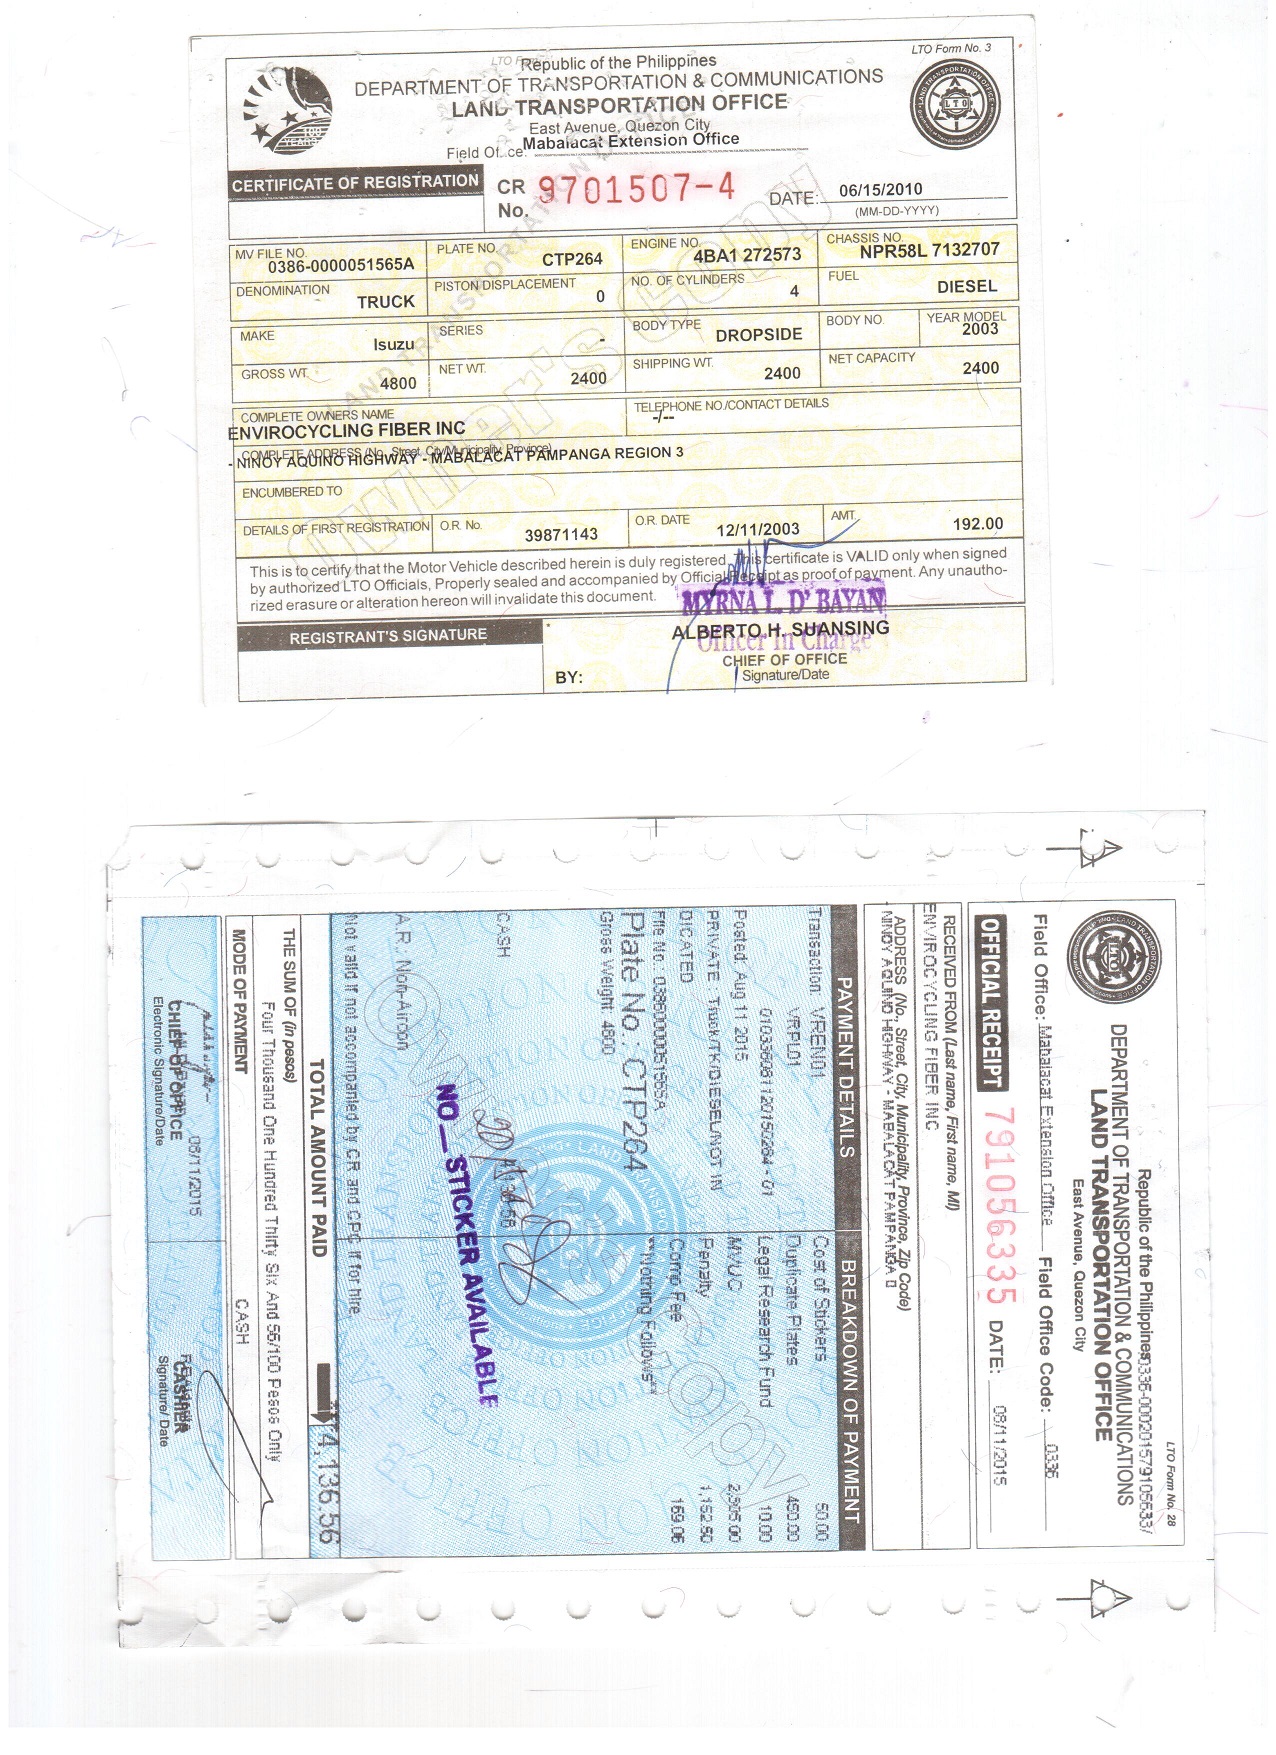 LTO Form No. 3
Republic of the Philippines
DEPARTMENT OF TRANSPORTATION & COMMUNICATIONS
LAND TRANSPORTATION OFFICE
East Avenue, Quezon City
Field Office: Mabalacat Extension Office
CERTIFICATE OF REGISTRATION
CR No. 9701507-4
DATE: 06/15/2010
(MM-DD-YYYY)
MV FILE NO. 0386-0000051565A PLATE NO. CTP264 ENGINE NO. 4BA1 272573 CHASSIS NO. NPR58L 7132707
DENOMINATION TRUCK PISTON DISPLACEMENT 0 NO. OF CYLINDERS 4 FUEL DIESEL
MAKE Isuzu SERIES - BODY TYPE DROPSIDE BODY NO. YEAR MODEL 2003
GROSS WT. 4800 NET WT. 2400 SHIPPING WT. 2400 NET CAPACITY 2400
COMPLETE OWNERS NAME TELEPHONE NO./CONTACT DETAILS
ENVIROCYCLING FIBER INC -/--
COMPLETE ADDRESS (No., Street, City/Municipality, Province)
- NINOY AQUINO HIGHWAY - MABALACAT PAMPANGA REGION 3
ENCUMBERED TO
DETAILS OF FIRST REGISTRATION O.R. No. 39871143 O.R. DATE 12/11/2003 AMT. 192.00
This is to certify that the Motor Vehicle described herein is duly registered. This certificate is VALID only when signed
by authorized LTO Officials, Properly sealed and accompanied by Official Receipt as proof of payment. Any unautho-
rized erasure or alteration hereon will invalidate this document.
MYRNA L. D' BAYAN
REGISTRANT'S SIGNATURE
ALBERTO H. SUANSING
Officer In Charge
CHIEF OF OFFICE
BY: Signature/Date
Owner's Copy
LTO Form No. 28
Republic of the Philippines
DEPARTMENT OF TRANSPORTATION & COMMUNICATIONS
LAND TRANSPORTATION OFFICE
East Avenue, Quezon City
Field Office: Mabalacat Extension Office Field Office Code: 0336
OFFICIAL RECEIPT 791056335 DATE: 08/11/2015
RECEIVED FROM (Last name, First name, MI)
ENVIROCYCLING FIBER INC
ADDRESS (No. Street, City, Municipality, Province, Zip Code)
NINOY AQUINO HIGHWAY - MABALACAT PAMPANGA 0
PAYMENT DETAILS BREAKDOWN OF PAYMENT
Transaction: VREN01 Cost of Stickers 50.00
VRPL01 Duplicate Plates 450.00
Legal Research Fund 10.00
Posted: Aug 11 2015 MVUC
PRIVATE Truck/TK/DIESEL/NOT IN Penalty 1,152.50
DICATED Comp Fee 169.06
File No.: **Nothing Follows**
Plate No.: CTP264
Gross Weight: 4800
CASH
NO STICKER AVAILABLE
A.R.: Non-Aircon
Not valid if not accompanied by CR and CPC if for hire.
TOTAL AMOUNT PAID 4,136.56
THE SUM OF (in pesos)
Four Thousand One Hundred Thirty Six And 56/100 Pesos Only
MODE OF PAYMENT CASH
08/11/2015
CHIEF OF OFFICE CASHIER
Electronic Signature/Date Signature/ Date